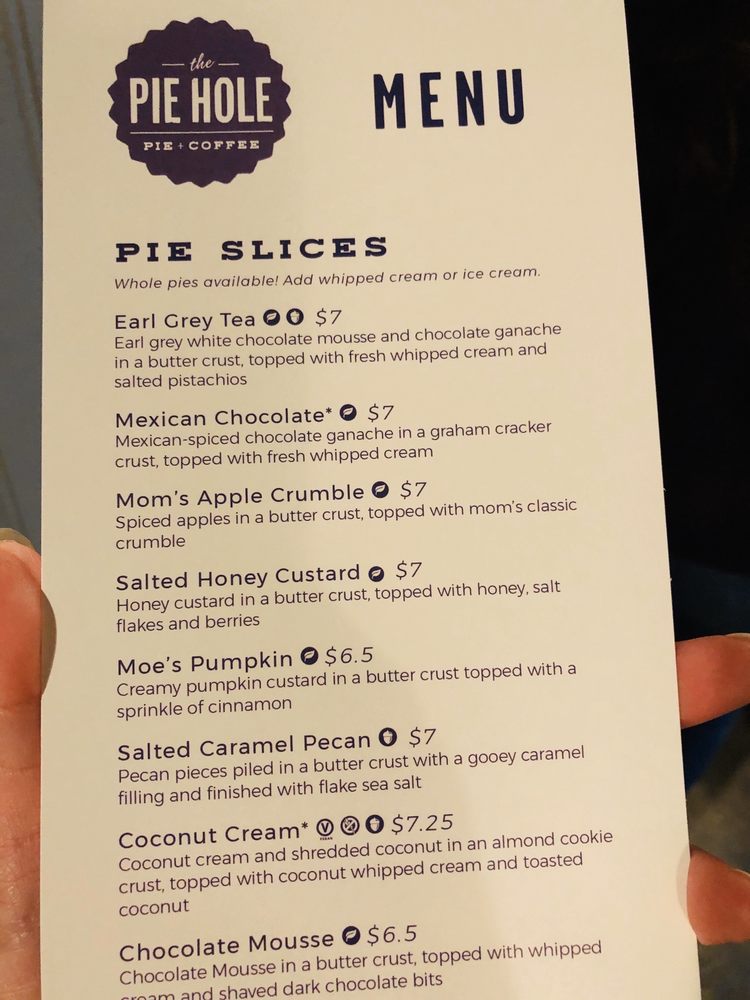 the
PIE HOLE
PIE + COFFEE
MENU
PIE SLICES
Whole pies available! Add whipped cream or ice cream.
Earl Grey Tea $7
Earl grey white chocolate mousse and chocolate ganache
in a butter crust, topped with fresh whipped cream and
salted pistachios
Mexican Chocolate* $7
Mexican-spiced chocolate ganache in a graham cracker
crust, topped with fresh whipped cream
Mom's Apple Crumble $7
Spiced apples in a butter crust, topped with mom's classic
crumble
Salted Honey Custard $7
Honey custard in a butter crust, topped with honey, salt
flakes and berries
Moe's Pumpkin $6.5
Creamy pumpkin custard in a butter crust topped with a
sprinkle of cinnamon
Salted Caramel Pecan $7
Pecan pieces piled in a butter crust with a gooey caramel
filling and finished with flake sea salt
Coconut Cream* V VEGAN $7.25
Coconut cream and shredded coconut in an almond cookie
crust, topped with coconut whipped cream and toasted
coconut
Chocolate Mousse $6.5
Chocolate Mousse in a butter crust, topped with whipped
cream and shaved dark chocolate bits